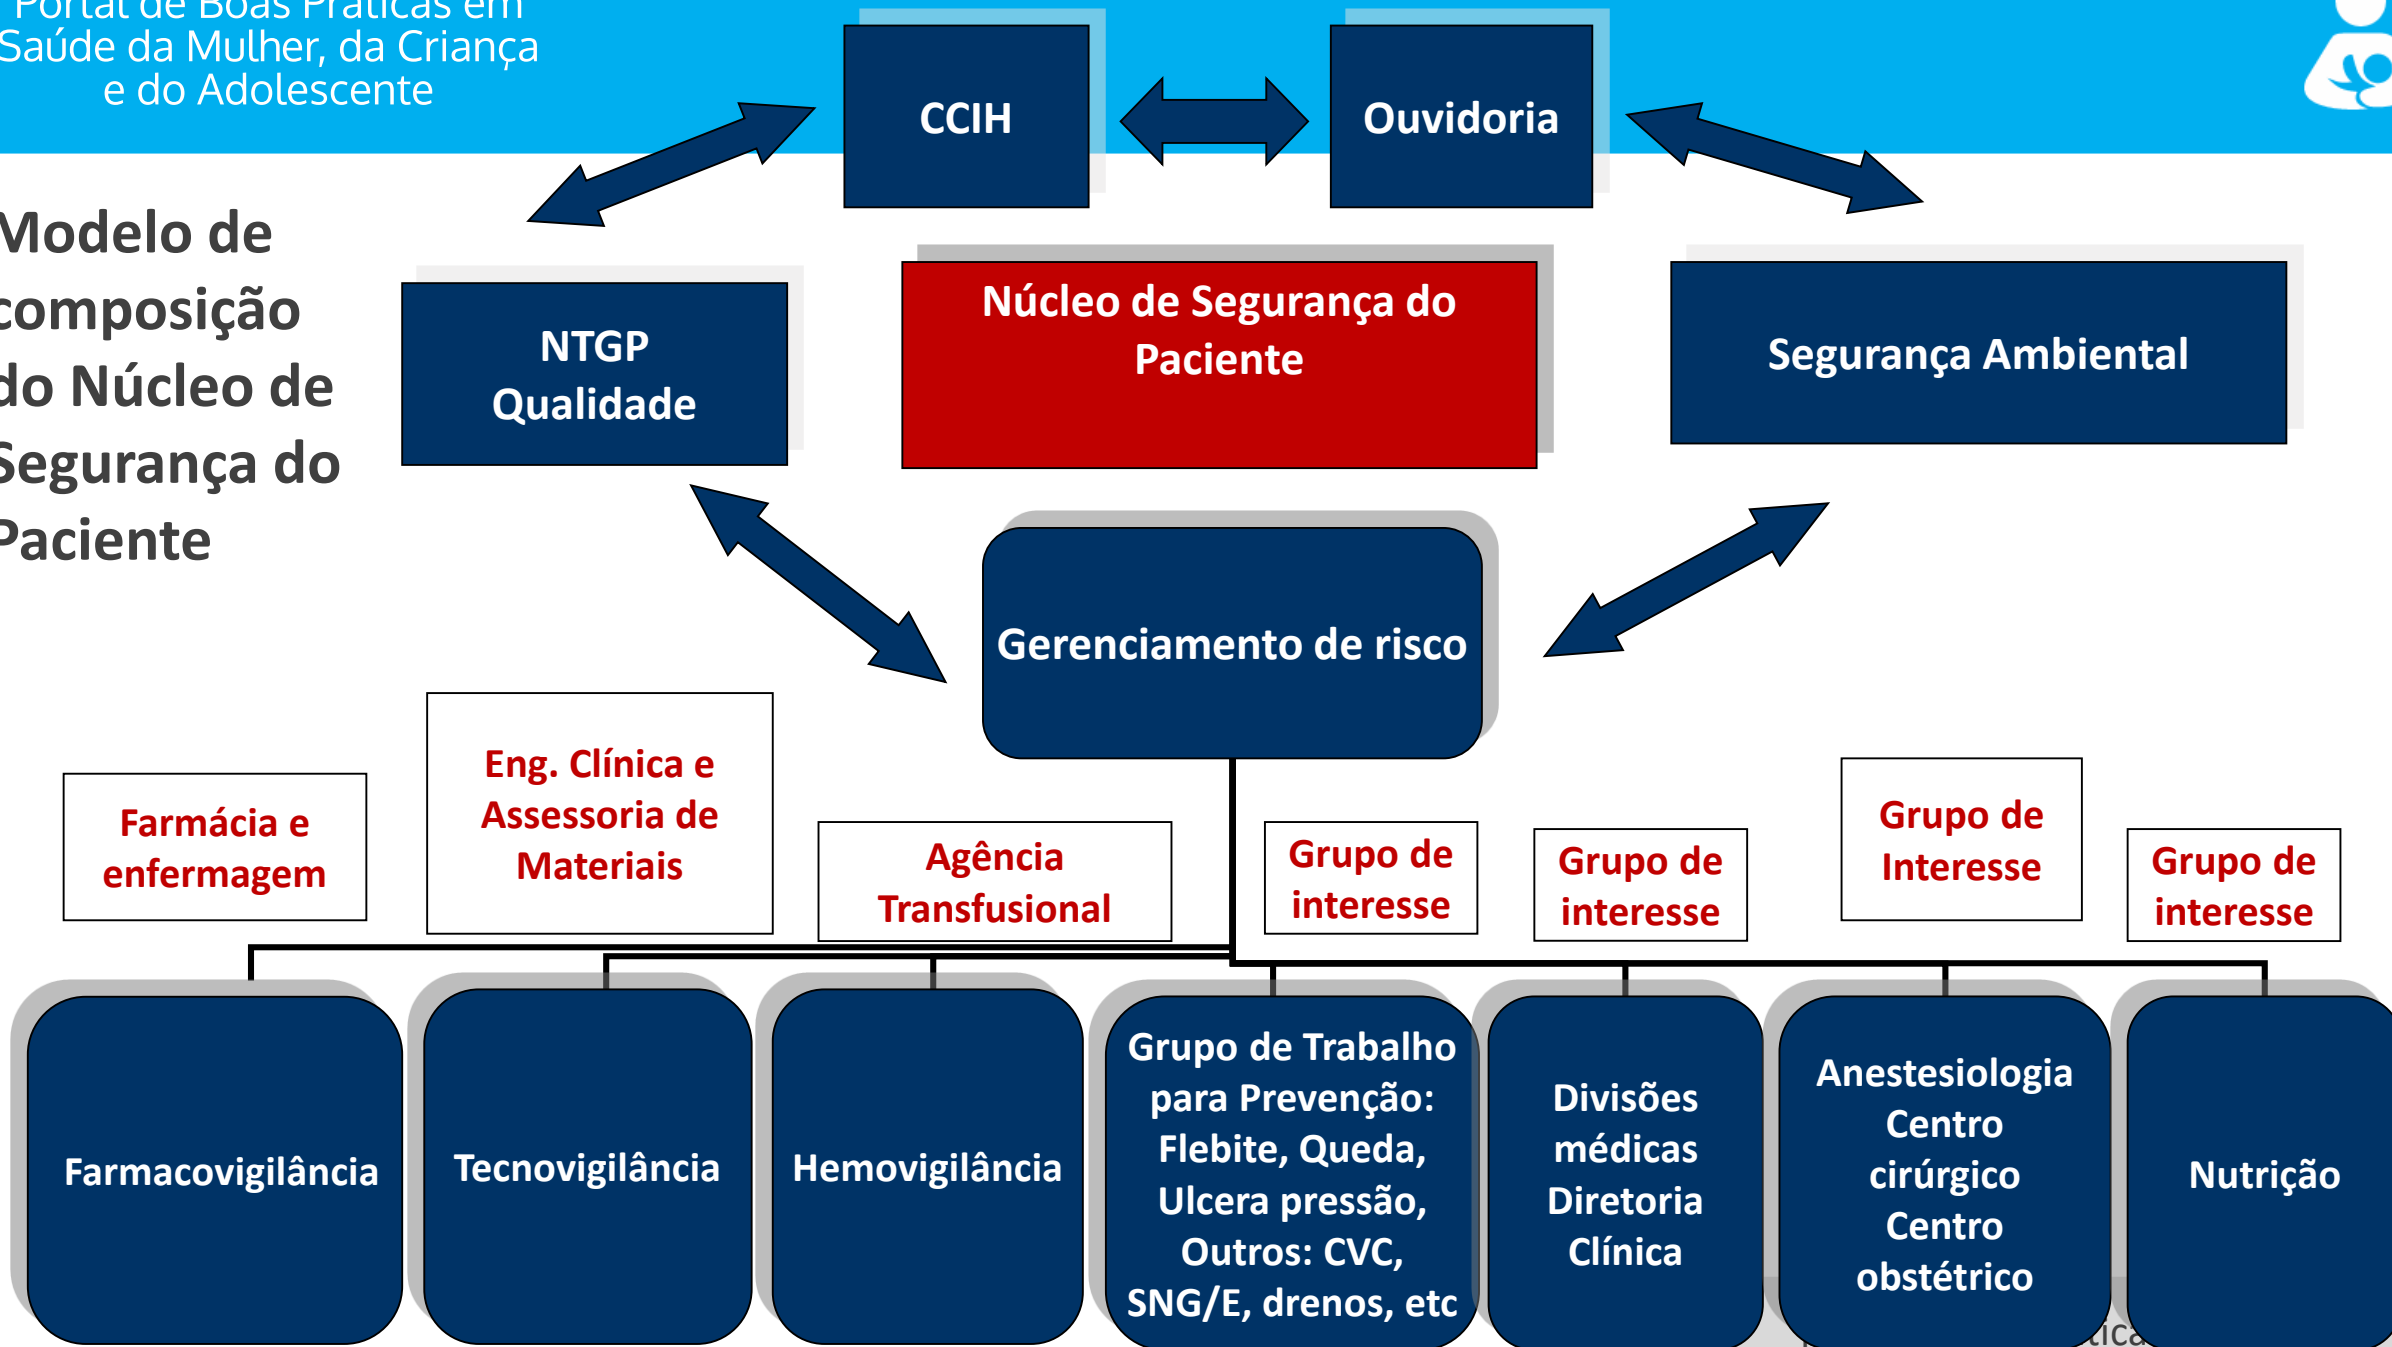 Portal de Boas Práticas em
Saúde da Mulher, da Criança
e do Adolescente
CCIH
Ouvidoria
Modelo de
composição
do Núcleo de
Segurança do
Paciente
NTGP
Qualidade
Núcleo de Segurança do
Paciente
Segurança Ambiental
Gerenciamento de risco
Farmácia e
enfermagem
Eng. Clínica e
Assessoria de
Materiais
Agência
Transfusional
Grupo de
interesse
Grupo de
interesse
Grupo de
Interesse
Grupo de
interesse
Farmacovigilância
Tecnovigilância
Hemovigilância
Grupo de Trabalho
para Prevenção:
Flebite, Queda,
Ulcera pressão,
Outros: CVC,
SNG/E, drenos, etc
Divisões
médicas
Diretoria
Clínica
Anestesiologia
Centro
cirúrgico
Centro
obstétrico
Nutrição